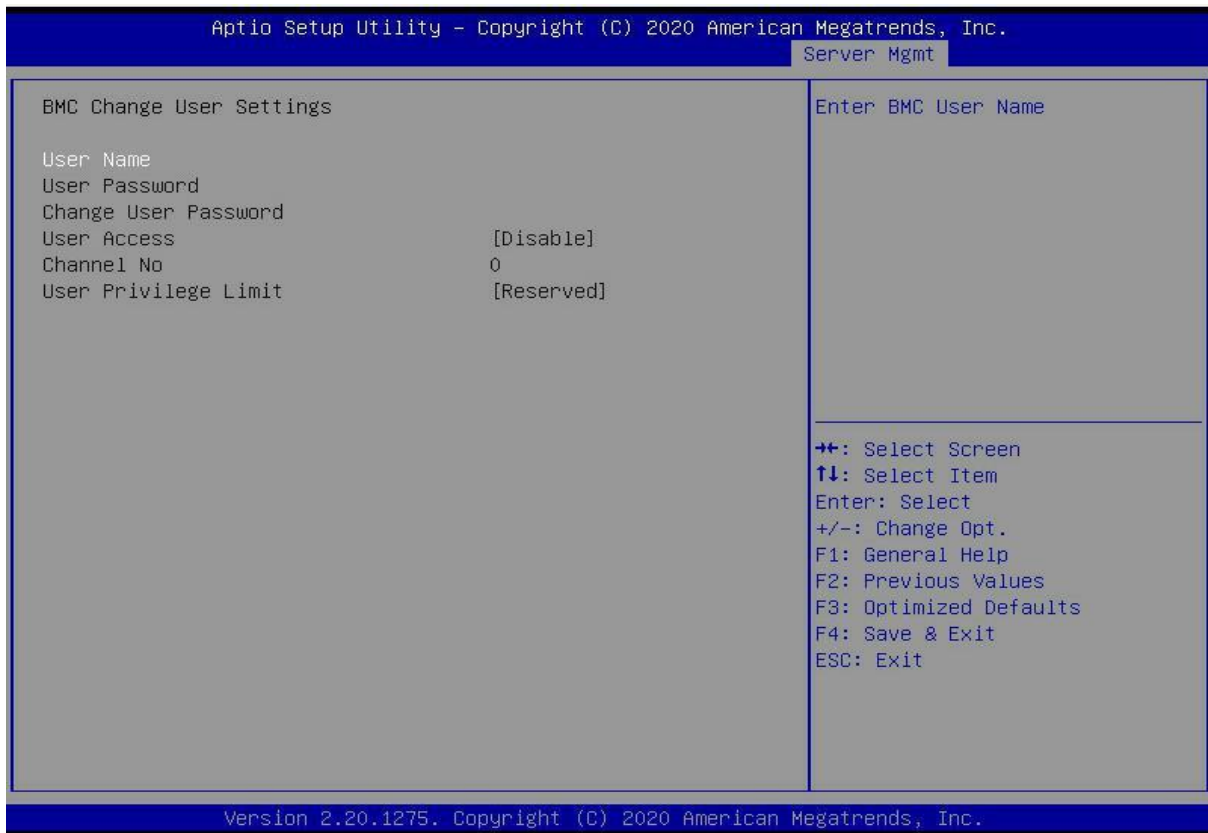 Aptio Setup Utility – Copyright (C) 2020 American Megatrends, Inc.
Server Mgmt
BMC Change User Settings
User Name
User Password
Change User Password
User Access [Disable]
Channel No 0
User Privilege Limit [Reserved]
Enter BMC User Name
→←: Select Screen
↑↓: Select Item
Enter: Select
+/-: Change Opt.
F1: General Help
F2: Previous Values
F3: Optimized Defaults
F4: Save & Exit
ESC: Exit
Version 2.20.1275. Copyright (C) 2020 American Megatrends, Inc.